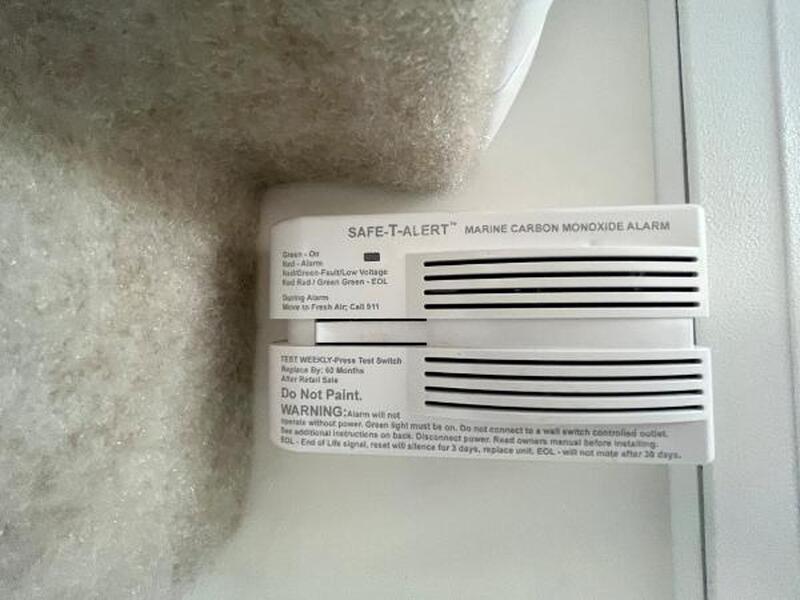 SAFE-T-ALERT™ MARINE CARBON MONOXIDE ALARM
Green - On
Red - Alarm
Red/Green-Fault/Low Voltage
Red Red / Green Green - EOL
During Alarm
Move to Fresh Air; Call 911
TEST WEEKLY-Press Test Switch
Replace By: 60 Months
After Retail Sale
Do Not Paint.
WARNING:Alarm will not
operate without power. Green light must be on. Do not connect to a wall switch controlled outlet.
See additional instructions on back. Disconnect power. Read owners manual before installing.
EOL - End of Life signal, reset will silence for 3 days, replace unit. EOL - will not mute after 30 days.